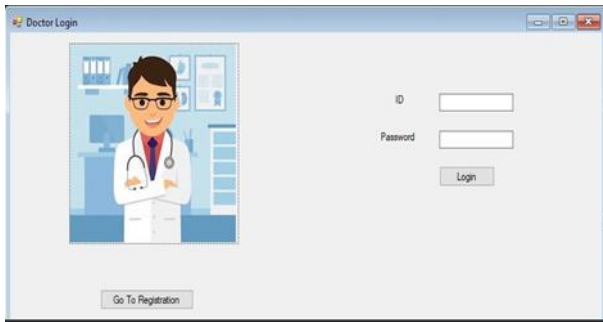 Doctor Login
ID
Password
Login
Go To Registration